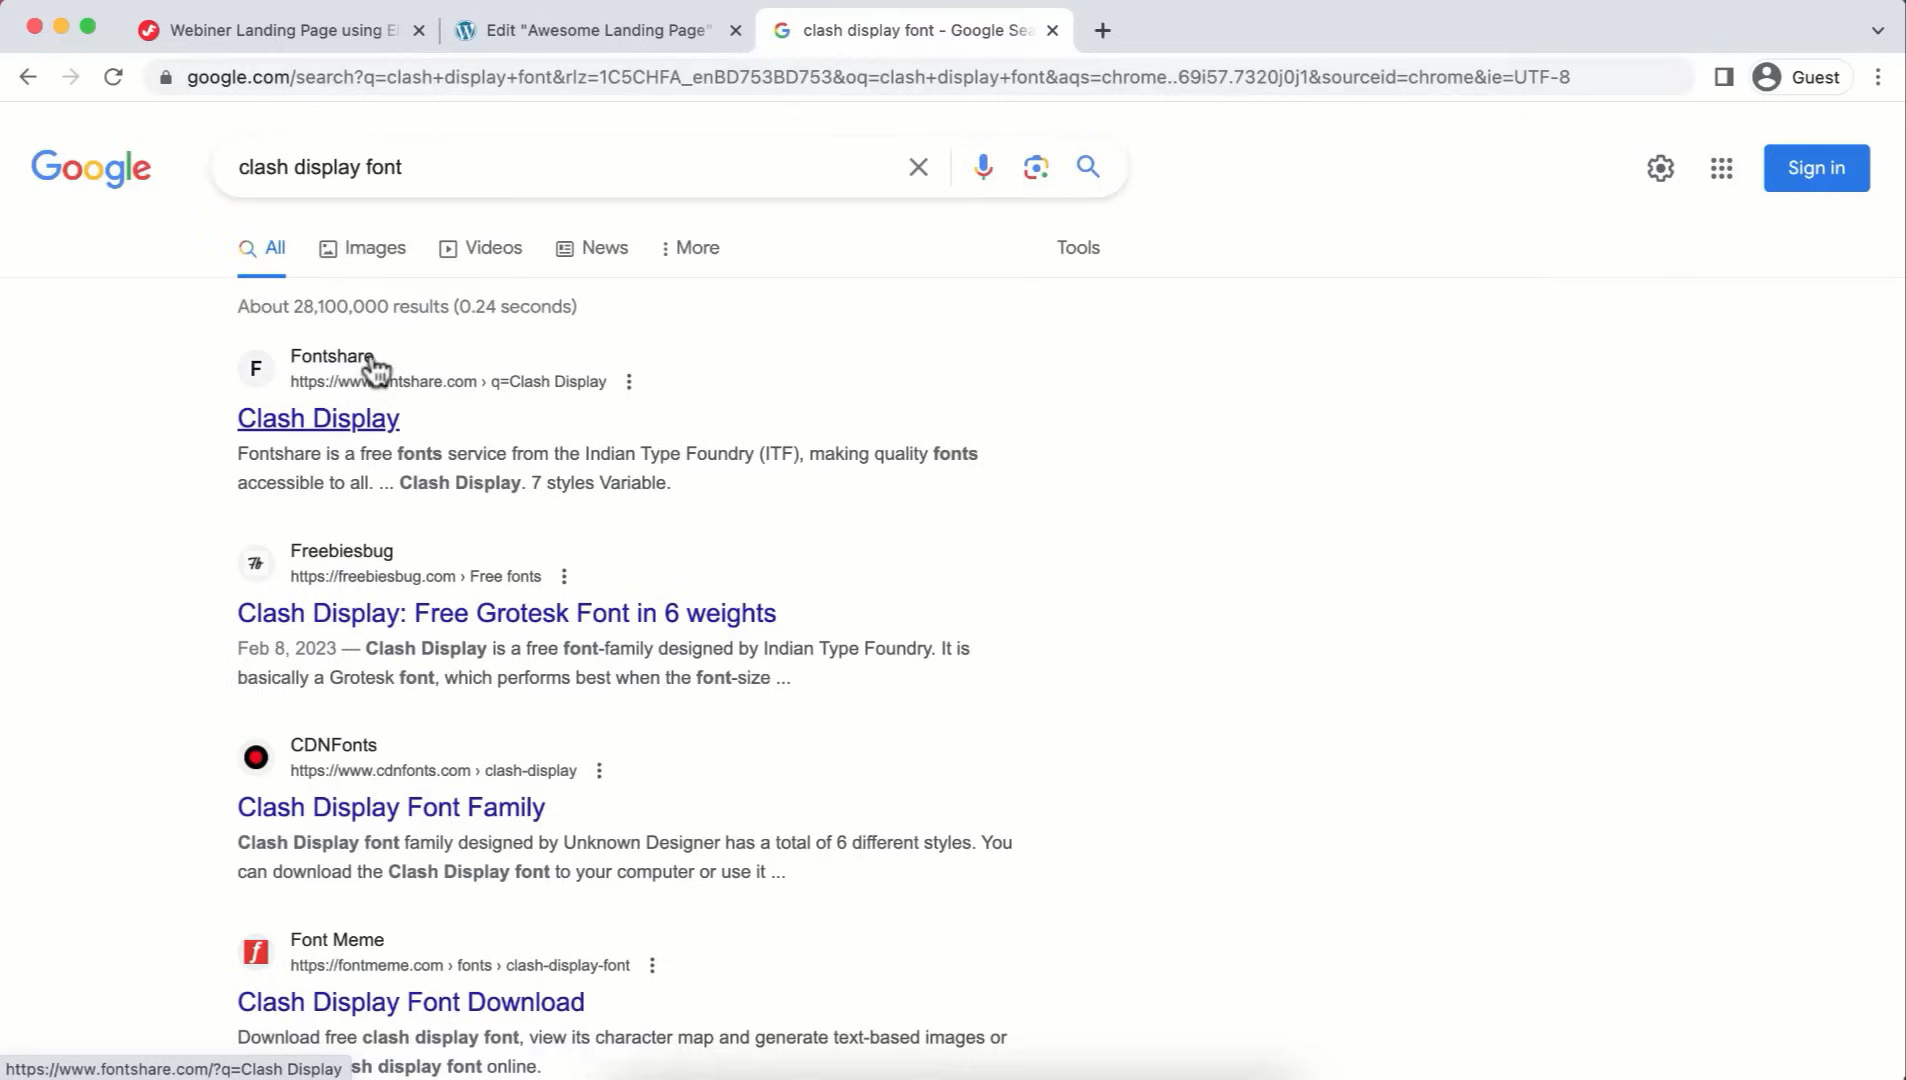 Webiner Landing Page using El
Edit "Awesome Landing Page"
clash display font - Google Sea
google.com/search?q=clash+display+font&rlz=1C5CHFA_enBD753BD753&oq=clash+display+font&aqs=chrome..69i57.7320j0j1&sourceid=chrome&ie=UTF-8
Guest
Google
clash display font
Sign in
All
Images
Videos
News
More
Tools
About 28,100,000 results (0.24 seconds)
F
Fontshare
https://www.fontshare.com › q=Clash Display
Clash Display
Fontshare is a free fonts service from the Indian Type Foundry (ITF), making quality fonts
accessible to all. ... Clash Display. 7 styles Variable.
Freebiesbug
https://freebiesbug.com › Free fonts
Clash Display: Free Grotesk Font in 6 weights
Feb 8, 2023 — Clash Display is a free font-family designed by Indian Type Foundry. It is
basically a Grotesk font, which performs best when the font-size ...
CDNFonts
https://www.cdnfonts.com › clash-display
Clash Display Font Family
Clash Display font family designed by Unknown Designer has a total of 6 different styles. You
can download the Clash Display font to your computer or use it ...
f
Font Meme
https://fontmeme.com › fonts › clash-display-font
Clash Display Font Download
Download free clash display font, view its character map and generate text-based images or
sh display font online.
https://www.fontshare.com/?q=Clash Display